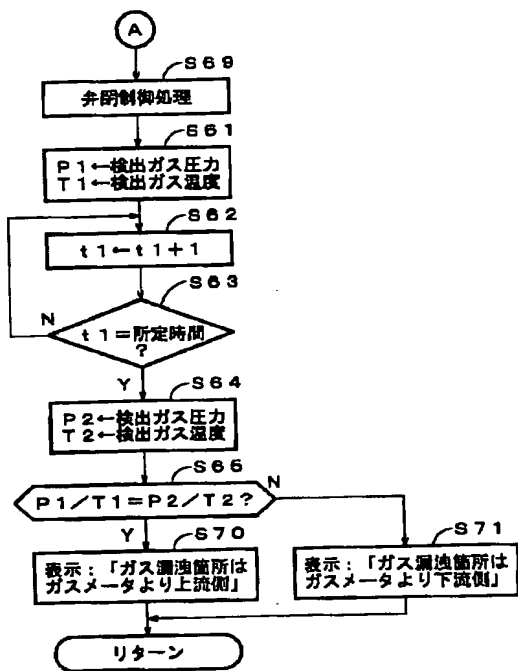 A
S69
弁閉制御処理
S61
P1←検出ガス圧力
T1←検出ガス温度
S62
t1←t1+1
S63
N
t1=所定時間
?
Y
S64
P2←検出ガス圧力
T2←検出ガス温度
S65
P1/T1=P2/T2?
N
Y
S70
表示:「ガス漏洩箇所は
ガスメータより上流側」
S71
表示:「ガス漏洩箇所は
ガスメータより下流側」
リターン